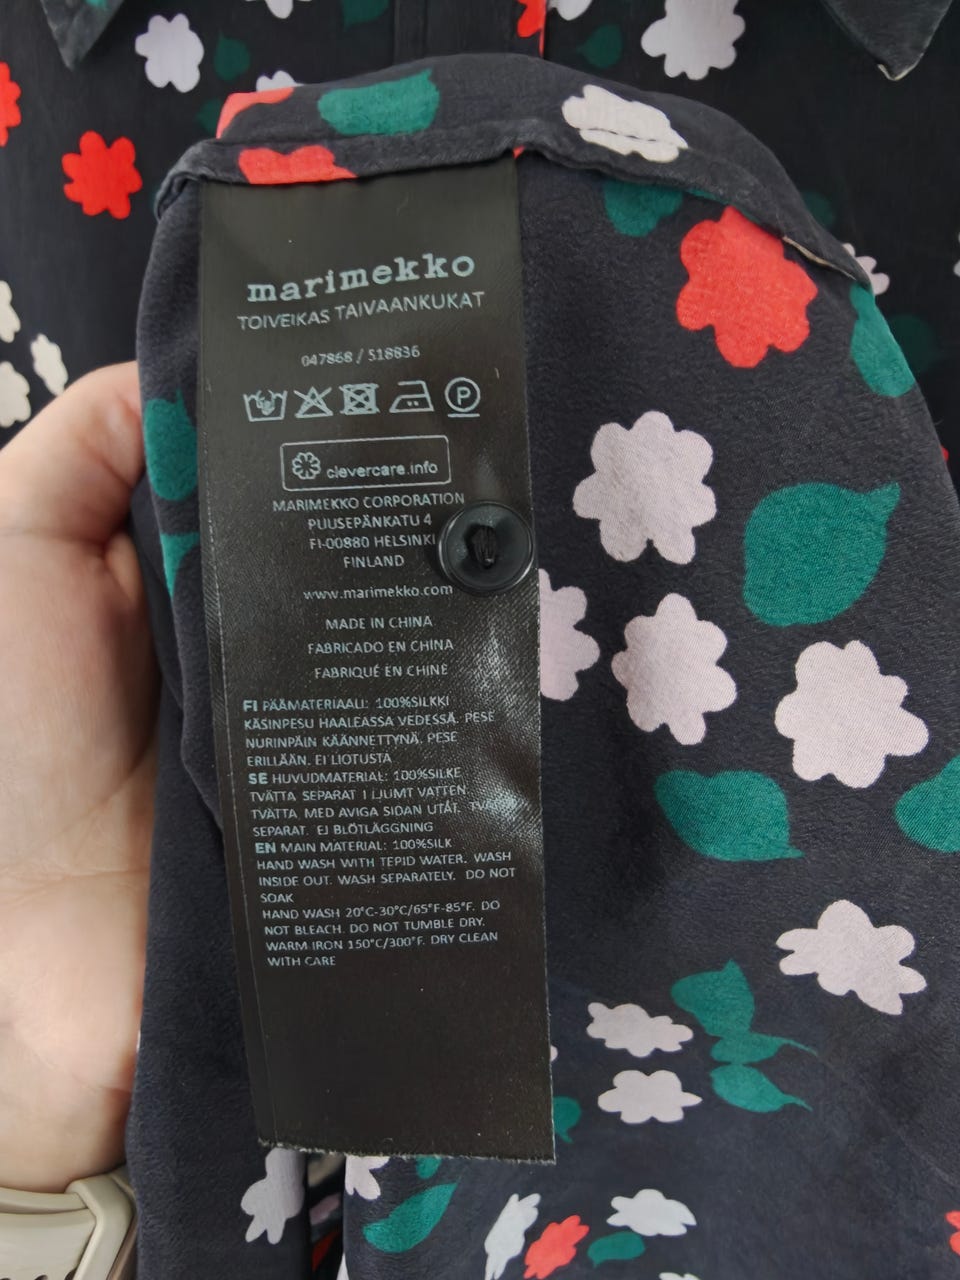 marimekko
TOIVEIKAS TAIVAANKUKAT
047868 / 518836
P
clevercare.info
MARIMEKKO CORPORATION
PUUSEPÄNKATU 4
FI-00880 HELSINKI
FINLAND
www.marimekko.com
MADE IN CHINA
FABRICADO EN CHINA
FABRIQUÉ EN CHINE
FI PÄÄMATERIAALI: 100%SILKKI
KÄSINPESU HAALEASSA VEDESSÄ. PESE
NURINPÄIN KÄÄNNETTYNÄ. PESE
ERILLÄÄN. EI LIOTUSTA
SE HUVUDMATERIAL: 100%SILKE
TVÄTTA SEPARAT I LJUMT VATTEN.
TVÄTTA MED AVIGA SIDAN UTÅT. TVÄTTA
SEPARAT. EJ BLÖTLÄGGNING
EN MAIN MATERIAL: 100%SILK
HAND WASH WITH TEPID WATER. WASH
INSIDE OUT. WASH SEPARATELY. DO NOT
SOAK
HAND WASH 20°C-30°C/65°F-85°F. DO
NOT BLEACH. DO NOT TUMBLE DRY.
WARM IRON 150°C/300°F. DRY CLEAN
WITH CARE